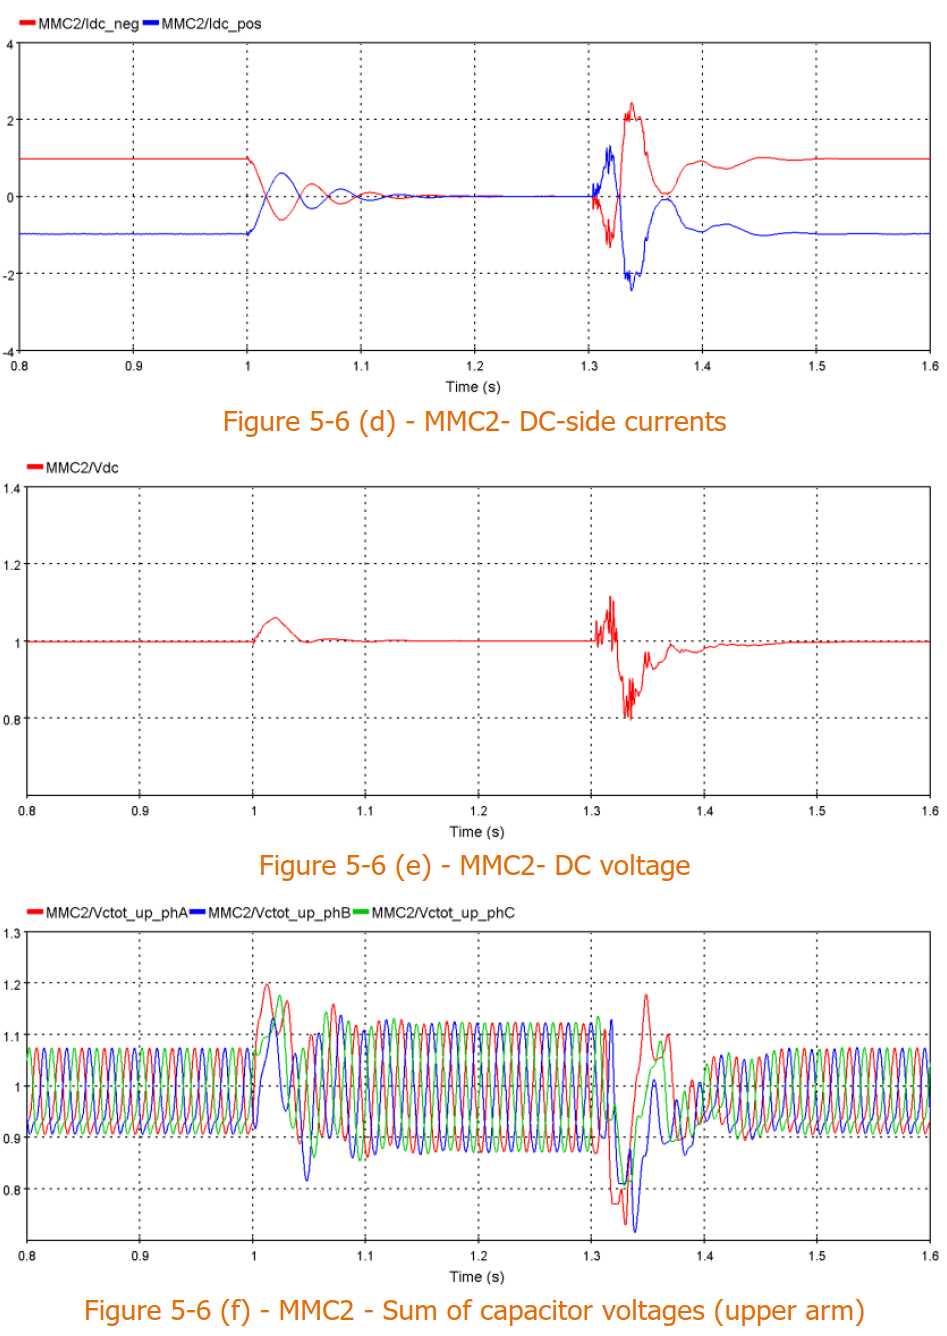 MMC2/Idc_neg MMC2/Idc_pos
4
2
0
-2
-4
0.8 0.9 1 1.1 1.2 1.3 1.4 1.5 1.6
Time (s)
Figure 5-6 (d) - MMC2- DC-side currents
MMC2/Vdc
1.4
1.2
1
0.8
0.8 0.9 1 1.1 1.2 1.3 1.4 1.5 1.6
Time (s)
Figure 5-6 (e) - MMC2- DC voltage
MMC2/Vctot_up_phA MMC2/Vctot_up_phB MMC2/Vctot_up_phC
1.3
1.2
1.1
1
0.9
0.8
0.8 0.9 1 1.1 1.2 1.3 1.4 1.5 1.6
Time (s)
Figure 5-6 (f) - MMC2 - Sum of capacitor voltages (upper arm)